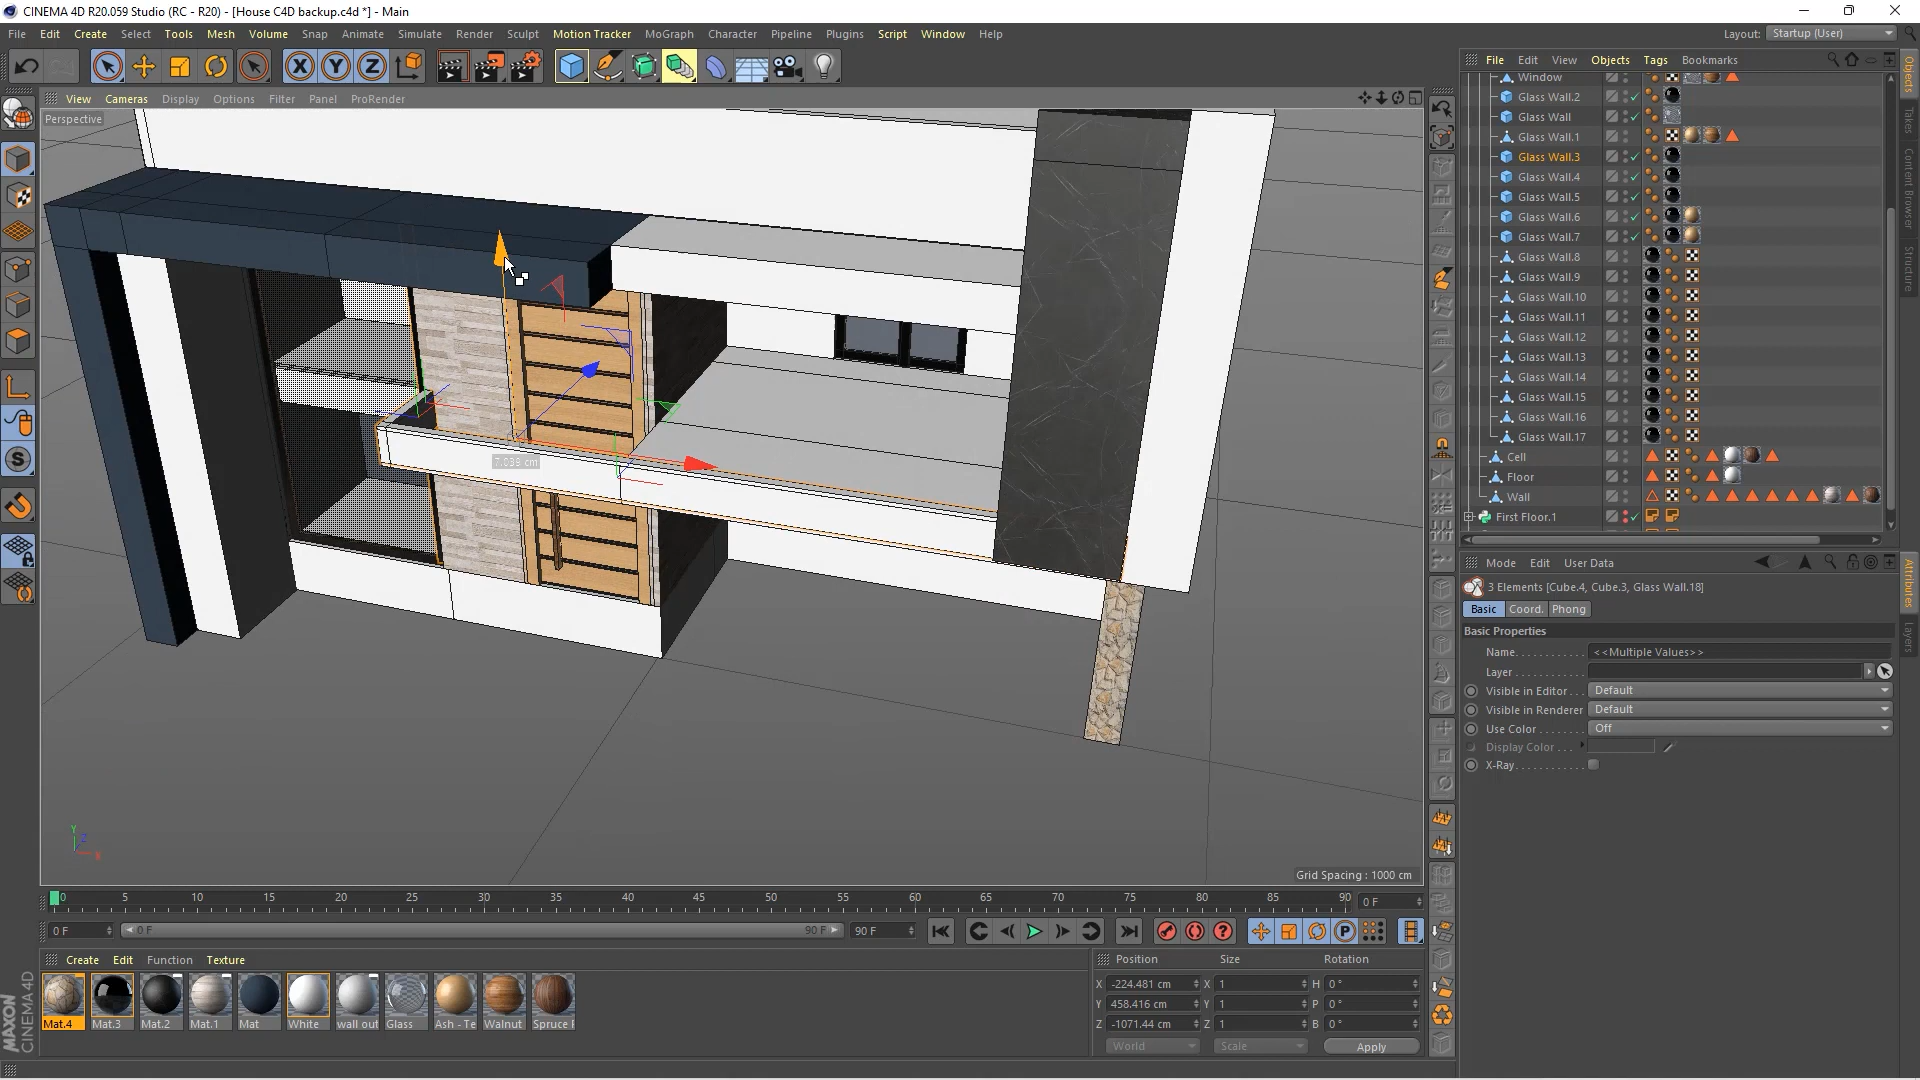 CINEMA 4D R20.059 Studio (RC - R20) - [House C4D backup.c4d *] - Main
File Edit Create Select Tools Mesh Volume Snap Animate Simulate Render Sculpt Motion Tracker MoGraph Character Pipeline Plugins Script Window Help
Layout: Startup (User)
File Edit View Objects Tags Bookmarks
View Cameras Display Options Filter Panel ProRender
Perspective
Window
Glass Wall.2
Glass Wall
Glass Wall.1
Glass Wall.3
Glass Wall.4
Glass Wall.5
Glass Wall.6
Glass Wall.7
Glass Wall.8
Glass Wall.9
Glass Wall.10
Glass Wall.11
Glass Wall.12
Glass Wall.13
Glass Wall.14
Glass Wall.15
Glass Wall.16
Glass Wall.17
Cell
Floor
Wall
First Floor.1
Objects
Takes
Content Browser
Structure
Attributes
Layers
Mode Edit User Data
3 Elements [Cube.4, Cube.3, Glass Wall.18]
Basic Coord. Phong
Basic Properties
Name <<Multiple Values>>
Layer
Visible in Editor Default
Visible in Renderer Default
Use Color Off
Display Color
X-Ray
Grid Spacing : 1000 cm
Y
Z
X
0 5 10 15 20 25 30 35 40 45 50 55 60 65 70 75 80 85 90 0 F
0 F 0 F 90 F 90 F
Create Edit Function Texture
Mat.4 Mat.3 Mat.2 Mat.1 Mat White wall out Glass Ash - Te Walnut Spruce
Position Size Rotation
X -224.481 cm X 1 H 0 °
Y 458.416 cm Y 1 P 0 °
Z -1071.44 cm Z 1 B 0 °
World Scale Apply
MAXON
CINEMA 4D